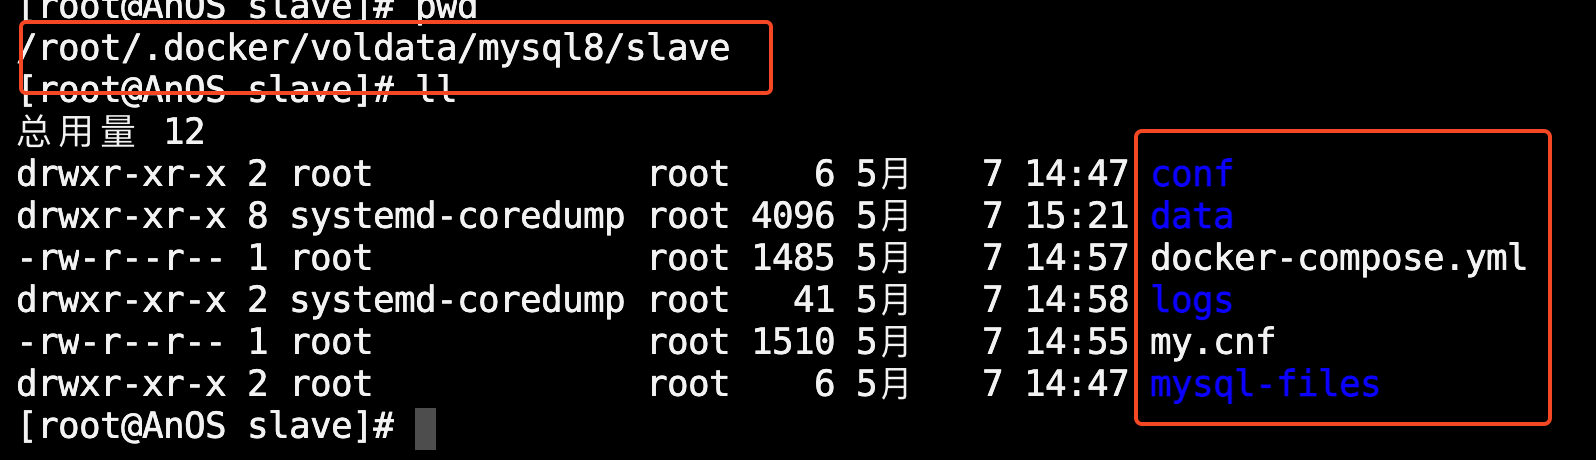 [root@AnOS slave]# pwd
/root/.docker/voldata/mysql8/slave
[root@AnOS slave]# ll
总用量 12
drwxr-xr-x 2 root             root    6 5月   7 14:47 conf
drwxr-xr-x 8 systemd-coredump root 4096 5月   7 15:21 data
-rw-r--r-- 1 root             root 1485 5月   7 14:57 docker-compose.yml
drwxr-xr-x 2 systemd-coredump root   41 5月   7 14:58 logs
-rw-r--r-- 1 root             root 1510 5月   7 14:55 my.cnf
drwxr-xr-x 2 root             root    6 5月   7 14:47 mysql-files
[root@AnOS slave]#